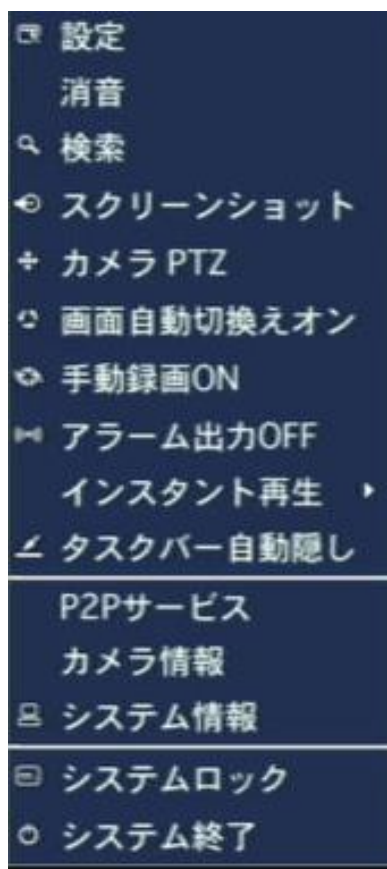 設定
消音
検索
スクリーンショット
カメラ PTZ
画面自動切換えオン
手動録画ON
アラーム出力OFF
インスタント再生
タスクバー自動隠し
P2Pサービス
カメラ情報
システム情報
システムロック
システム終了